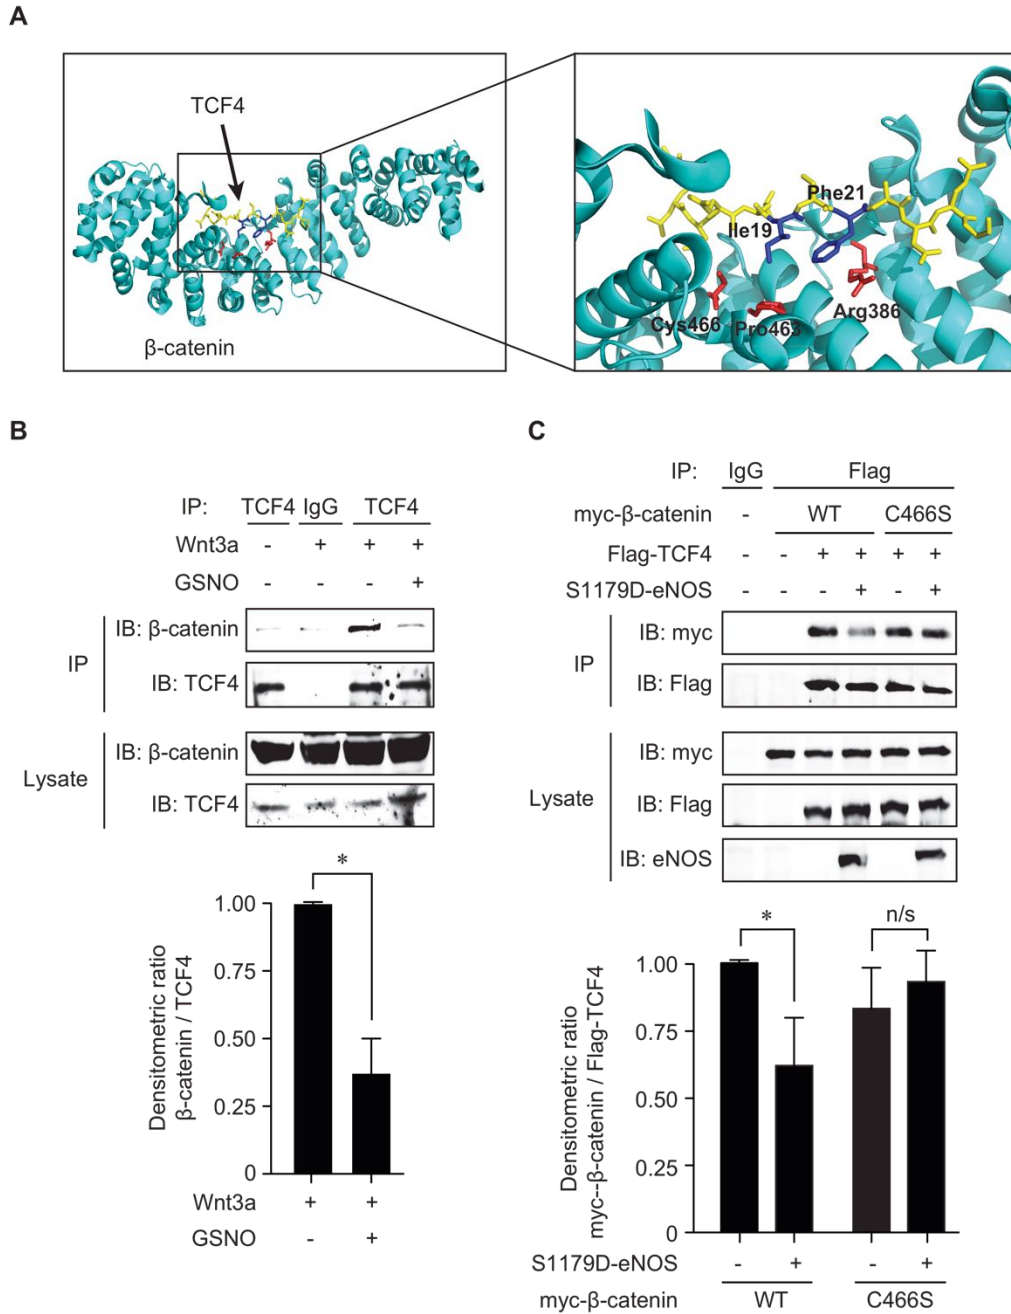 A
TCF4
β-catenin
Phe21
Ile19
Cys466
Pro463
Arg386
B
IP: TCF4 IgG TCF4
Wnt3a - + + +
GSNO - - - +
IP
IB: β-catenin
IB: TCF4
Lysate
IB: β-catenin
IB: TCF4
*
Densitometric ratio
β-catenin / TCF4
1.00
0.75
0.50
0.25
0
Wnt3a + +
GSNO - +
C
IP: IgG Flag
myc-β-catenin - WT C466S
Flag-TCF4 - - + + + +
S1179D-eNOS - - - + - +
IP
IB: myc
IB: Flag
Lysate
IB: myc
IB: Flag
IB: eNOS
* n/s
Densitometric ratio
myc--β-catenin / Flag-TCF4
1.00
0.75
0.50
0.25
0
S1179D-eNOS - + - +
myc-β-catenin WT C466S